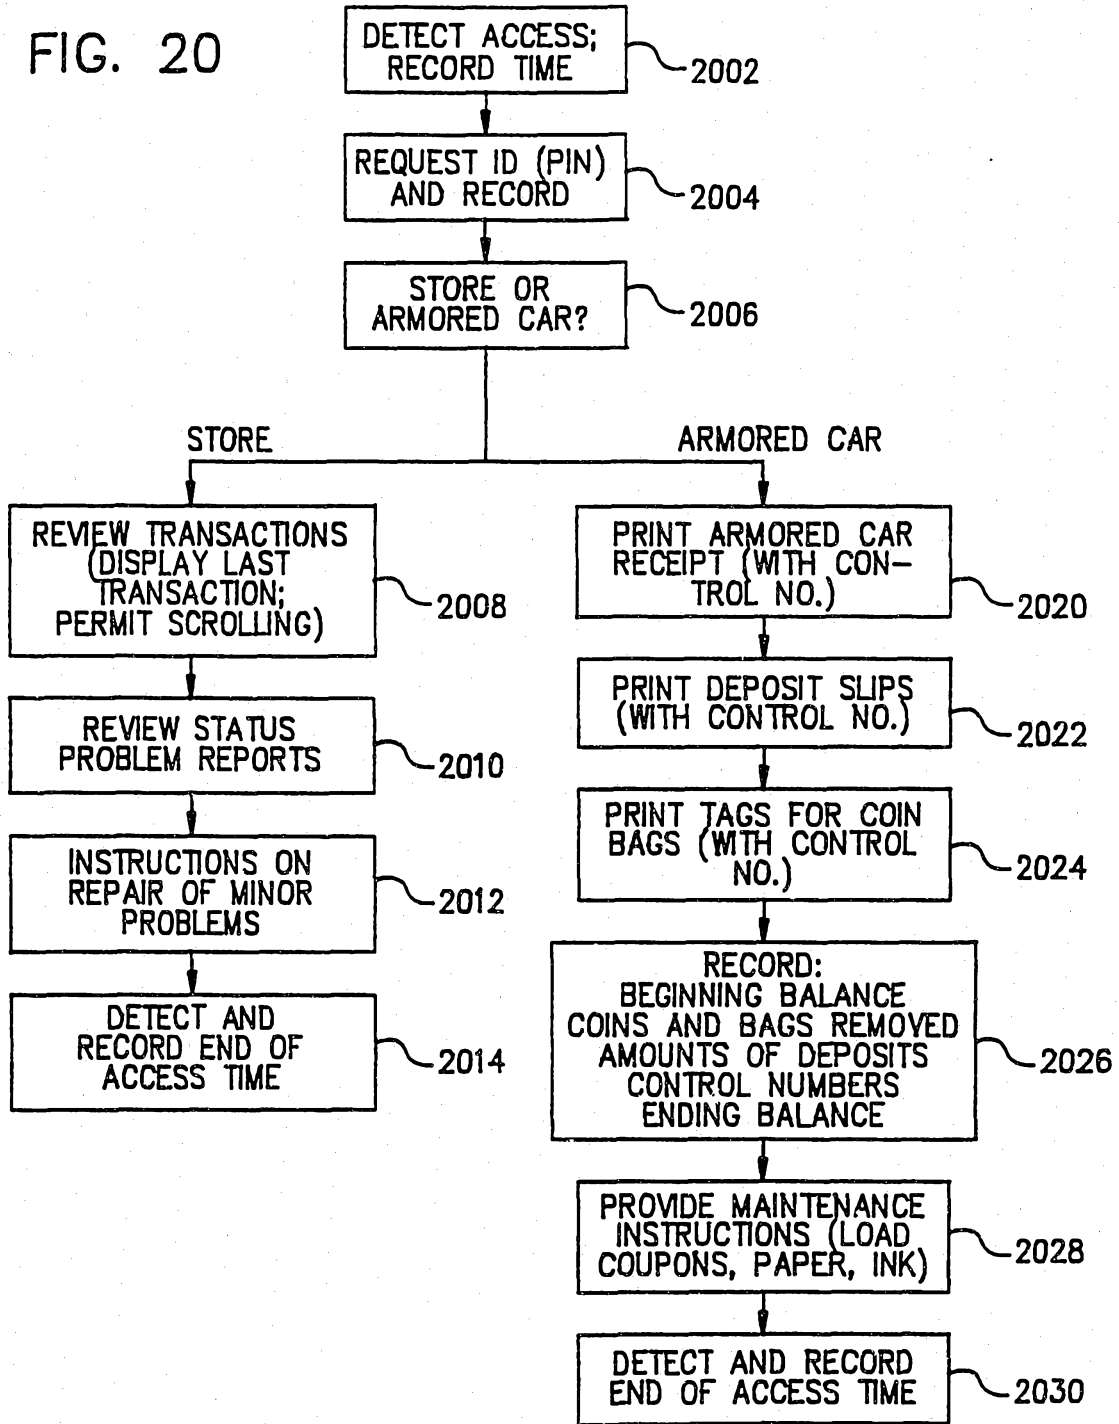 FIG. 20
DETECT ACCESS;
RECORD TIME
2002
REQUEST ID (PIN)
AND RECORD
2004
STORE OR
ARMORED CAR?
2006
STORE
REVIEW TRANSACTIONS
(DISPLAY LAST
TRANSACTION;
PERMIT SCROLLING)
2008
REVIEW STATUS
PROBLEM REPORTS
2010
INSTRUCTIONS ON
REPAIR OF MINOR
PROBLEMS
2012
DETECT AND
RECORD END OF
ACCESS TIME
2014
ARMORED CAR
PRINT ARMORED CAR
RECEIPT (WITH CON-
TROL NO.)
2020
PRINT DEPOSIT SLIPS
(WITH CONTROL NO.)
2022
PRINT TAGS FOR COIN
BAGS (WITH CONTROL
NO.)
2024
RECORD:
BEGINNING BALANCE
COINS AND BAGS REMOVED
AMOUNTS OF DEPOSITS
CONTROL NUMBERS
ENDING BALANCE
2026
PROVIDE MAINTENANCE
INSTRUCTIONS (LOAD
COUPONS, PAPER, INK)
2028
DETECT AND RECORD
END OF ACCESS TIME
2030